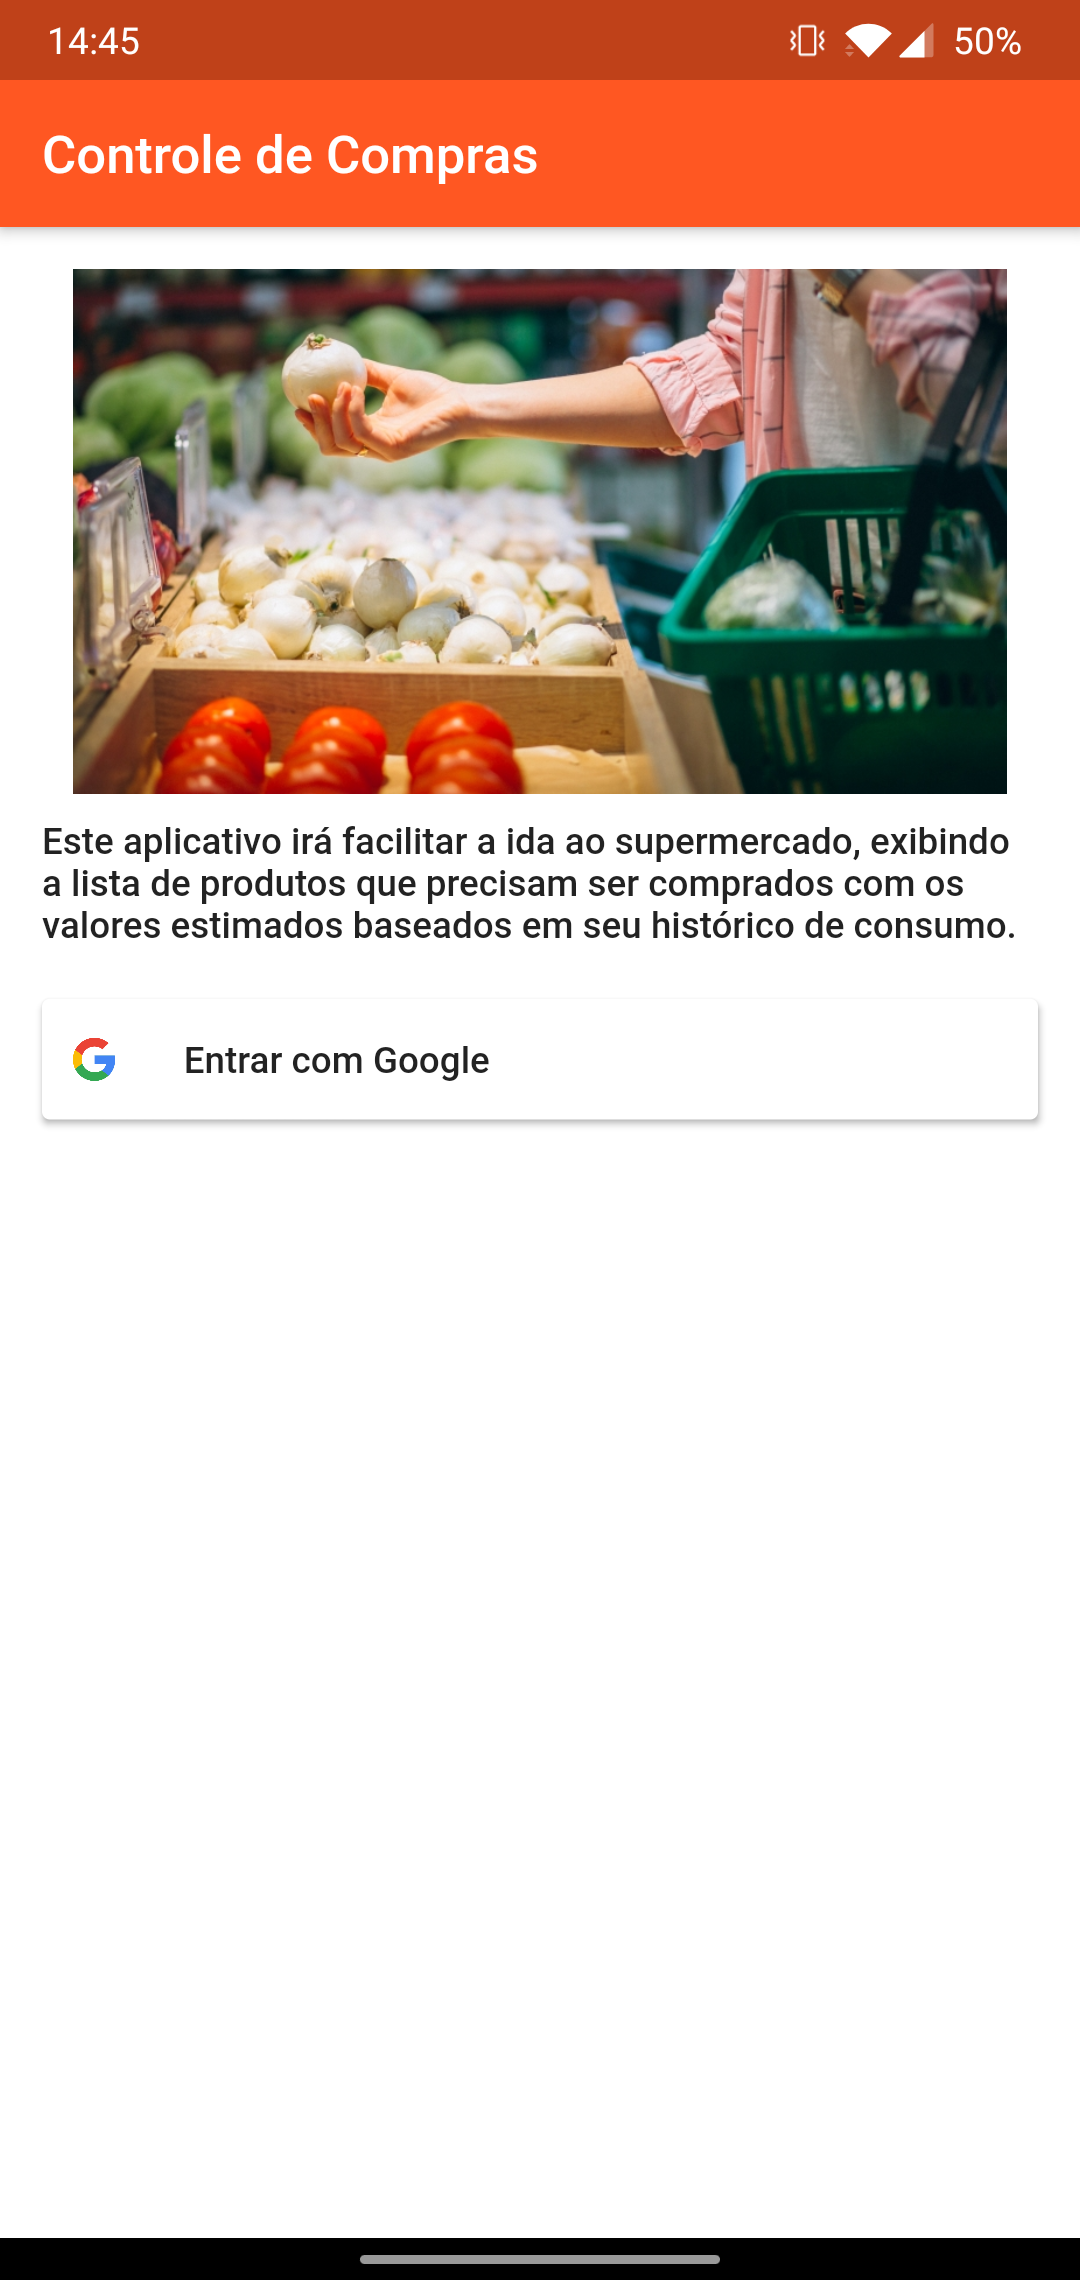 14:45
50%
Controle de Compras
Este aplicativo irá facilitar a ida ao supermercado, exibindo
a lista de produtos que precisam ser comprados com os
valores estimados baseados em seu histórico de consumo.
Entrar com Google